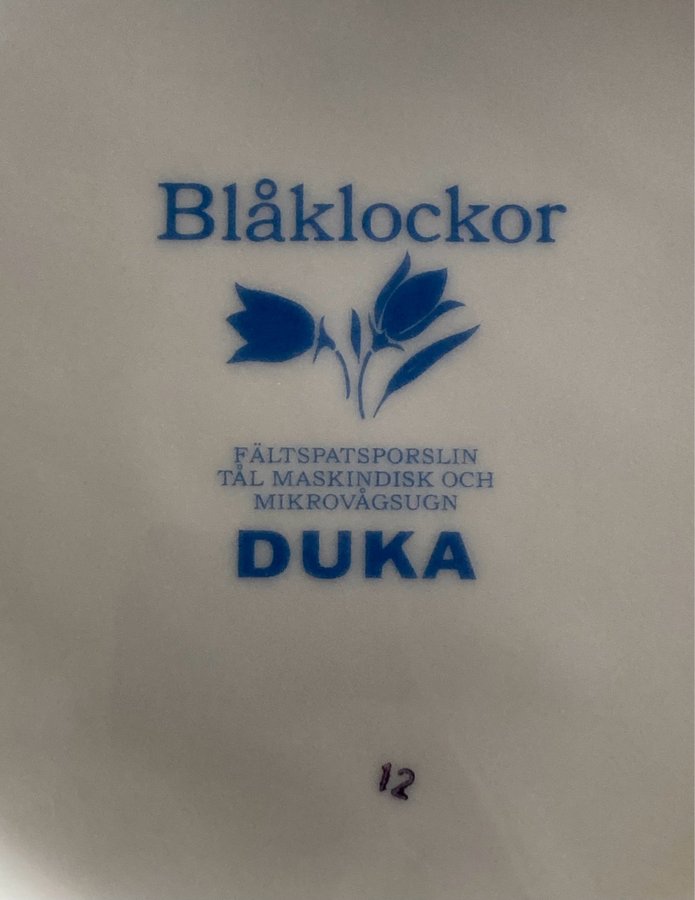 Blåklockor
FÄLTSPATSPORSLIN
TÅL MASKINDISK OCH
MIKROVÅGSUGN
DUKA
12